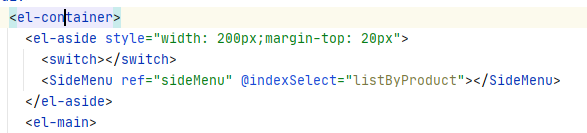 <el-container>
<el-aside style="width: 200px;margin-top: 20px">
<switch></switch>
<SideMenu ref="sideMenu" @indexSelect="listByProduct"></SideMenu>
</el-aside>
<el-main>